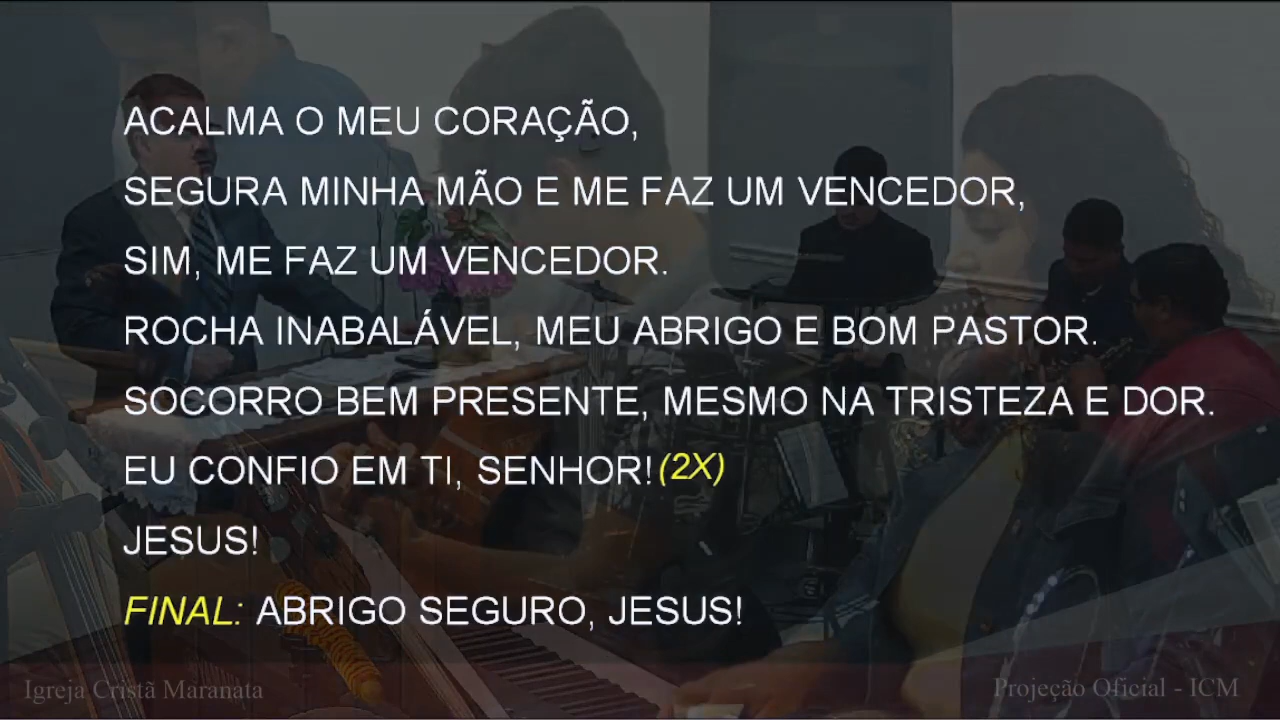 ACALMA O MEU CORAÇÃO,
SEGURA MINHA MÃO E ME FAZ UM VENCEDOR,
SIM, ME FAZ UM VENCEDOR.
ROCHA INABALÁVEL, MEU ABRIGO E BOM PASTOR.
SOCORRO BEM PRESENTE, MESMO NA TRISTEZA E DOR.
EU CONFIO EM TI, SENHOR! (2X)
JESUS!
FINAL: ABRIGO SEGURO, JESUS!
Igreja Cristã Maranata
Projeção Oficial - ICM